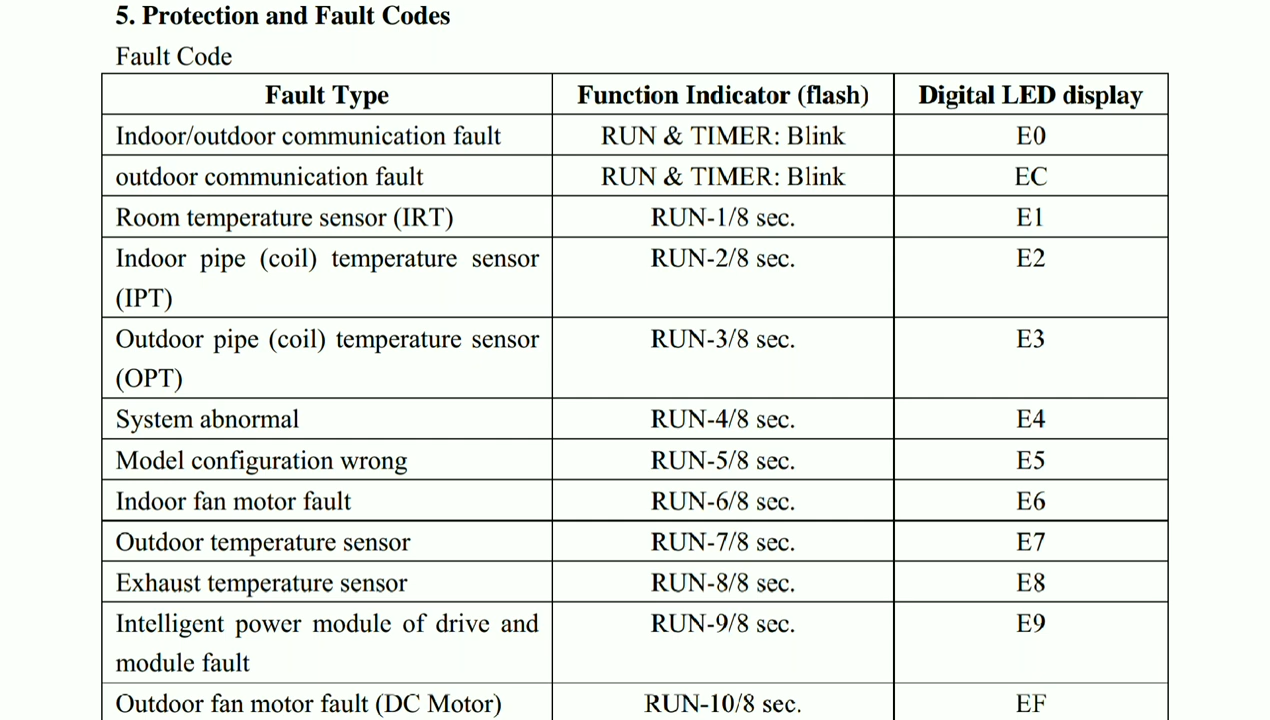 5. Protection and Fault Codes
Fault Code
Fault Type Function Indicator (flash) Digital LED display
Indoor/outdoor communication fault RUN & TIMER: Blink E0
outdoor communication fault RUN & TIMER: Blink EC
Room temperature sensor (IRT) RUN-1/8 sec. E1
Indoor pipe (coil) temperature sensor RUN-2/8 sec. E2
(IPT)
Outdoor pipe (coil) temperature sensor RUN-3/8 sec. E3
(OPT)
System abnormal RUN-4/8 sec. E4
Model configuration wrong RUN-5/8 sec. E5
Indoor fan motor fault RUN-6/8 sec. E6
Outdoor temperature sensor RUN-7/8 sec. E7
Exhaust temperature sensor RUN-8/8 sec. E8
Intelligent power module of drive and RUN-9/8 sec. E9
module fault
Outdoor fan motor fault (DC Motor) RUN-10/8 sec. EF